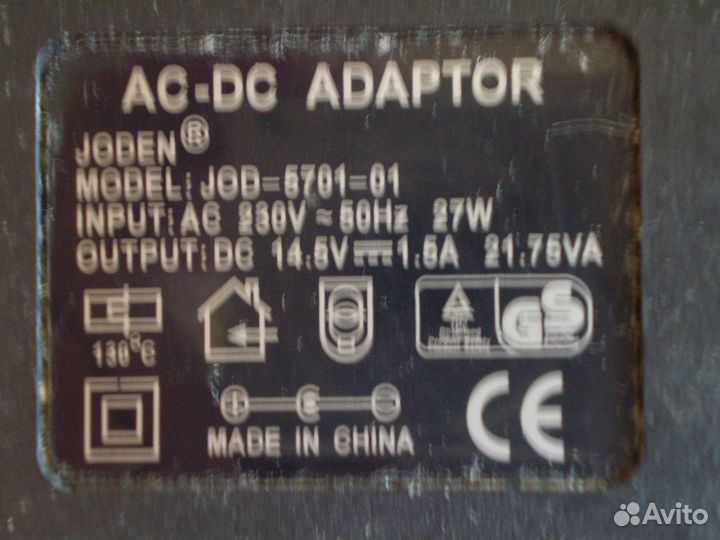 AC-DC ADAPTOR
JODEN®
MODEL: JOD-5701-01
INPUT: AC 230V ~ 50Hz 27W
OUTPUT: DC 14.5V ⎓ 1.5A 21.75VA
130°C
GS
MADE IN CHINA
CE
Avito